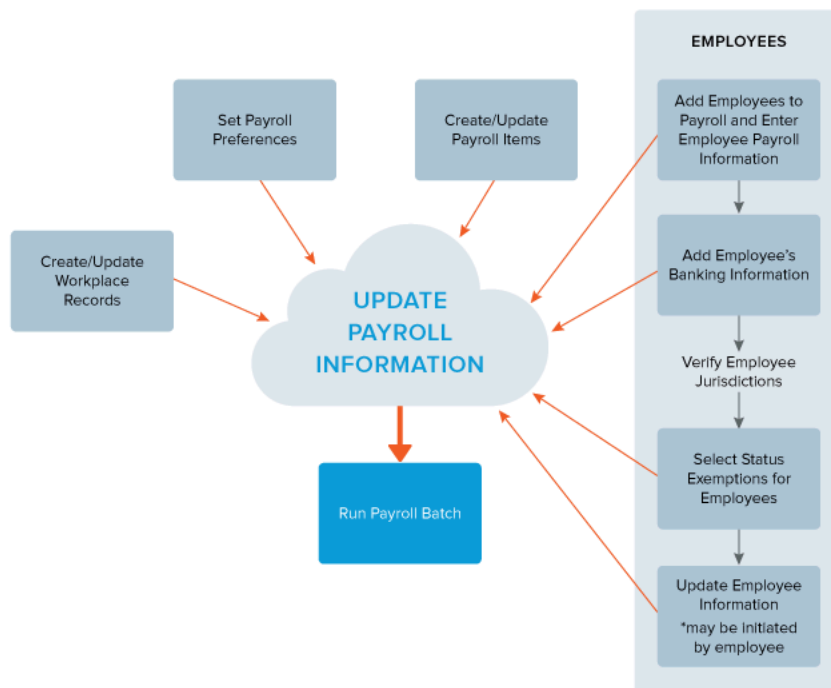 EMPLOYEES
Set Payroll
Preferences
Create/Update
Payroll Items
Add Employees to
Payroll and Enter
Employee Payroll
Information
Create/Update
Workplace
Records
Add Employee’s
Banking Information
UPDATE
PAYROLL
INFORMATION
Verify Employee
Jurisdictions
Select Status
Exemptions for
Employees
Run Payroll Batch
Update Employee
Information
*may be initiated
by employee